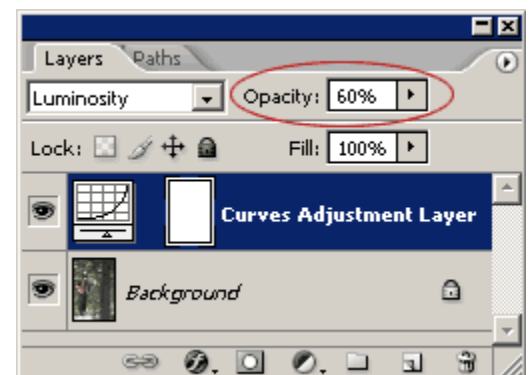 Layers Paths
Luminosity Opacity: 60%
Lock: Fill: 100%
Curves Adjustment Layer
Background